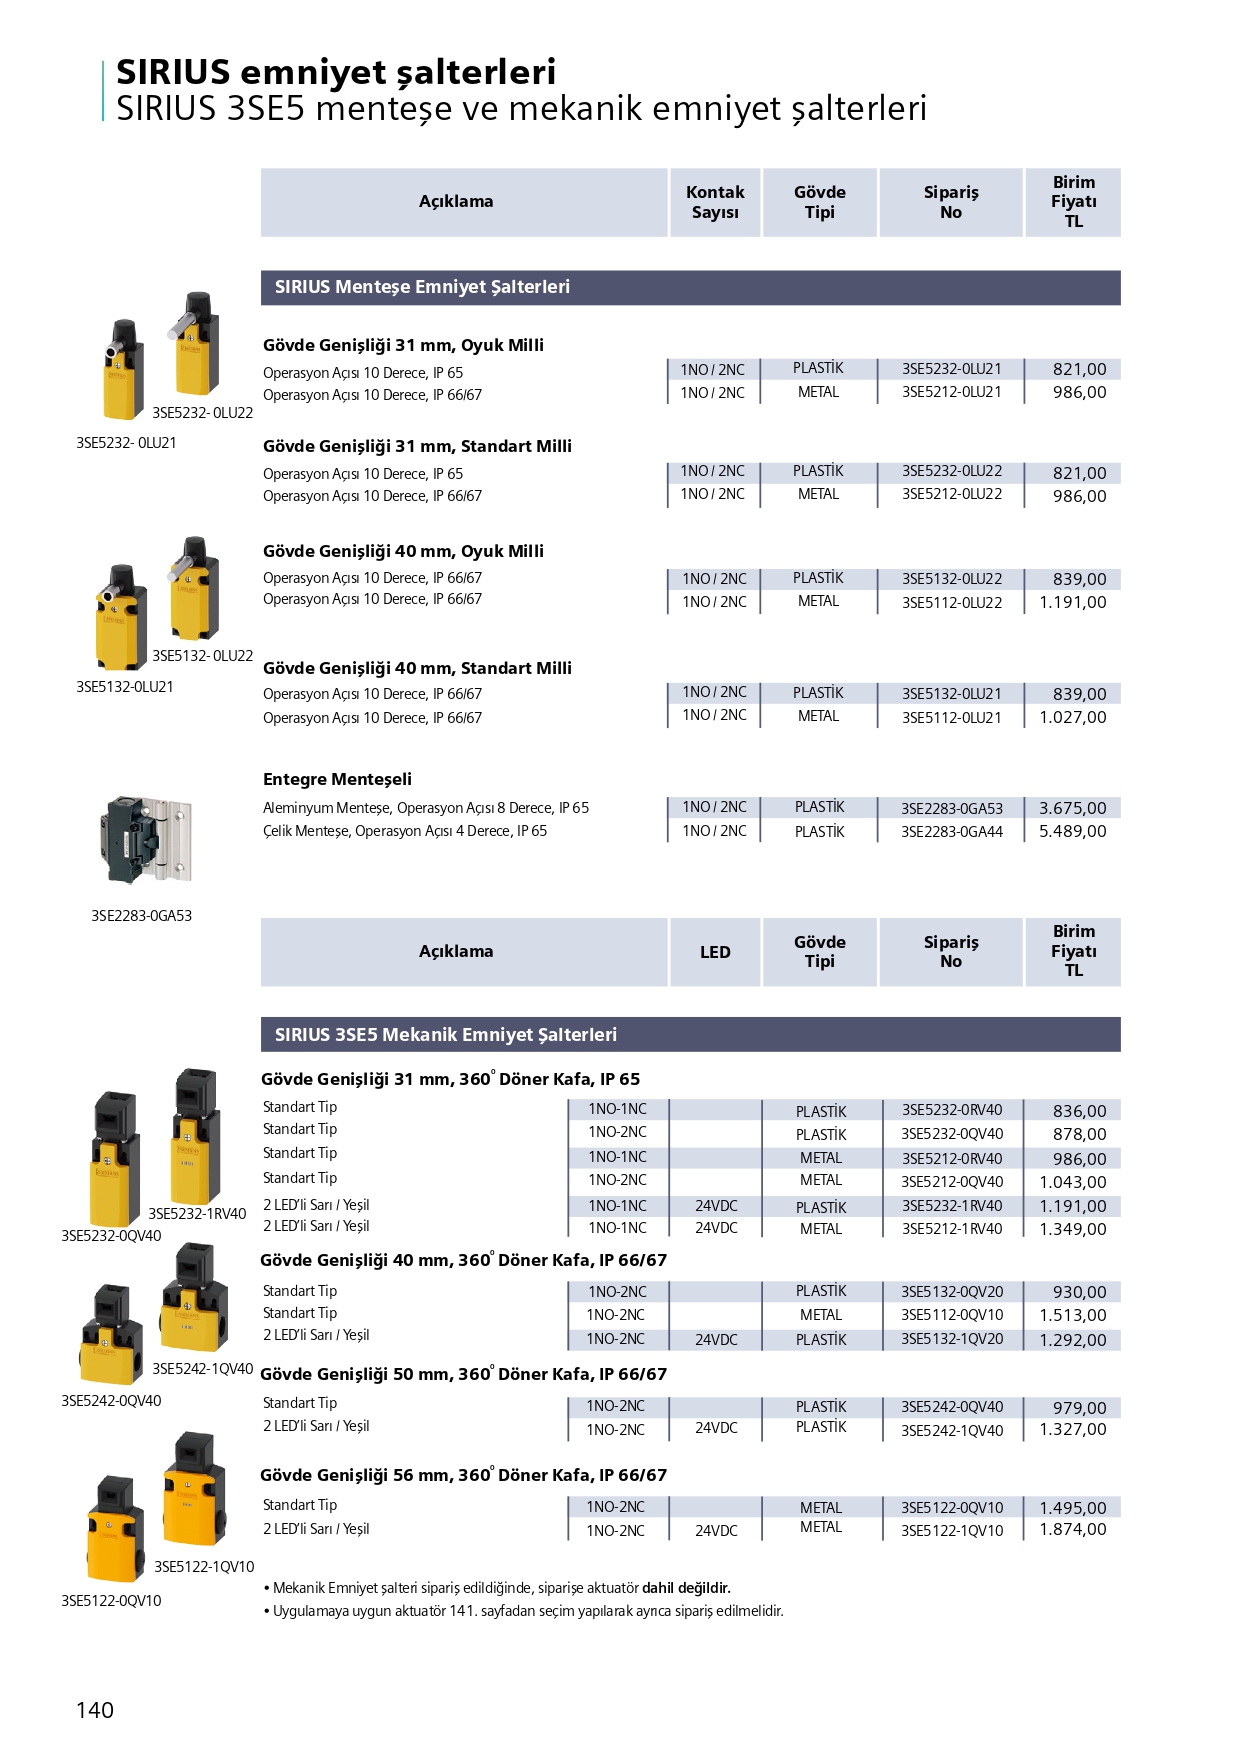 SIRIUS emniyet şalterleri
SIRIUS 3SE5 menteşe ve mekanik emniyet şalterleri
Açıklama Kontak Sayısı Gövde Tipi Sipariş No Birim Fiyatı TL
SIRIUS Menteşe Emniyet Şalterleri
Gövde Genişliği 31 mm, Oyuk Milli
Operasyon Açısı 10 Derece, IP 65 1NO / 2NC PLASTİK 3SE5232-0LU21 821,00
Operasyon Açısı 10 Derece, IP 66/67 1NO / 2NC METAL 3SE5212-0LU21 986,00
3SE5232- 0LU22
3SE5232- 0LU21
Gövde Genişliği 31 mm, Standart Milli
Operasyon Açısı 10 Derece, IP 65 1NO / 2NC PLASTİK 3SE5232-0LU22 821,00
Operasyon Açısı 10 Derece, IP 66/67 1NO / 2NC METAL 3SE5212-0LU22 986,00
Gövde Genişliği 40 mm, Oyuk Milli
Operasyon Açısı 10 Derece, IP 66/67 1NO / 2NC PLASTİK 3SE5132-0LU22 839,00
Operasyon Açısı 10 Derece, IP 66/67 1NO / 2NC METAL 3SE5112-0LU22 1.191,00
3SE5132- 0LU22
3SE5132-0LU21
Gövde Genişliği 40 mm, Standart Milli
Operasyon Açısı 10 Derece, IP 66/67 1NO / 2NC PLASTİK 3SE5132-0LU21 839,00
Operasyon Açısı 10 Derece, IP 66/67 1NO / 2NC METAL 3SE5112-0LU21 1.027,00
Entegre Menteşeli
Aleminyum Menteşe, Operasyon Açısı 8 Derece, IP 65 1NO / 2NC PLASTİK 3SE2283-0GA53 3.675,00
Çelik Menteşe, Operasyon Açısı 4 Derece, IP 65 1NO / 2NC PLASTİK 3SE2283-0GA44 5.489,00
3SE2283-0GA53
Açıklama LED Gövde Tipi Sipariş No Birim Fiyatı TL
SIRIUS 3SE5 Mekanik Emniyet Şalterleri
Gövde Genişliği 31 mm, 360° Döner Kafa, IP 65
Standart Tip 1NO-1NC PLASTİK 3SE5232-0RV40 836,00
Standart Tip 1NO-2NC PLASTİK 3SE5232-0QV40 878,00
Standart Tip 1NO-1NC METAL 3SE5212-0RV40 986,00
Standart Tip 1NO-2NC METAL 3SE5212-0QV40 1.043,00
2 LED’li Sarı / Yeşil 1NO-1NC 24VDC PLASTİK 3SE5232-1RV40 1.191,00
2 LED’li Sarı / Yeşil 1NO-1NC 24VDC METAL 3SE5212-1RV40 1.349,00
3SE5232-1RV40
3SE5232-0QV40
Gövde Genişliği 40 mm, 360° Döner Kafa, IP 66/67
Standart Tip 1NO-2NC PLASTİK 3SE5132-0QV20 930,00
Standart Tip 1NO-2NC METAL 3SE5112-0QV10 1.513,00
2 LED’li Sarı / Yeşil 1NO-2NC 24VDC PLASTİK 3SE5132-1QV20 1.292,00
3SE5242-1QV40
3SE5242-0QV40
Gövde Genişliği 50 mm, 360° Döner Kafa, IP 66/67
Standart Tip 1NO-2NC PLASTİK 3SE5242-0QV40 979,00
2 LED’li Sarı / Yeşil 1NO-2NC 24VDC PLASTİK 3SE5242-1QV40 1.327,00
Gövde Genişliği 56 mm, 360° Döner Kafa, IP 66/67
Standart Tip 1NO-2NC METAL 3SE5122-0QV10 1.495,00
2 LED’li Sarı / Yeşil 1NO-2NC 24VDC METAL 3SE5122-1QV10 1.874,00
3SE5122-1QV10
3SE5122-0QV10
• Mekanik Emniyet şalteri sipariş edildiğinde, siparişe aktuatör dahil değildir.
• Uygulamaya uygun aktuatör 141. sayfadan seçim yapılarak ayrıca sipariş edilmelidir.
140